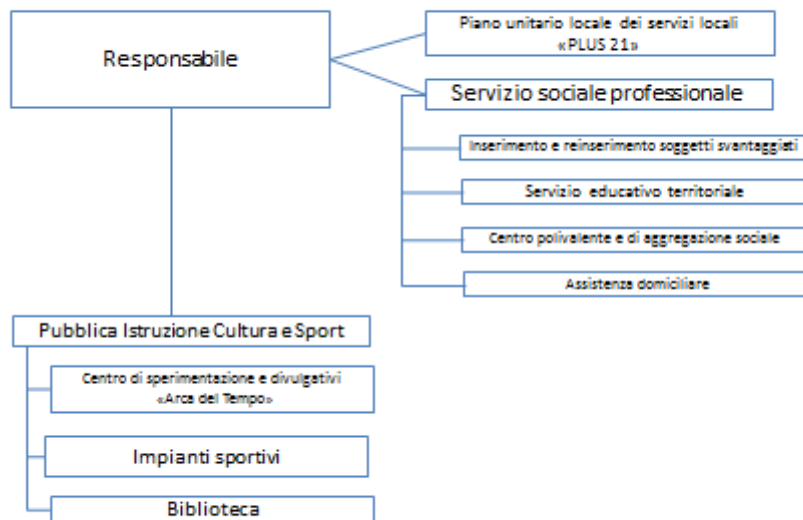 Responsabile
Piano unitario locale dei servizi locali
«PLUS 21»
Servizio sociale professionale
Inserimento e reinserimento soggetti svantaggiati
Servizio educativo territoriale
Centro polivalente e di aggregazione sociale
Assistenza domiciliare
Pubblica Istruzione Cultura e Sport
Centro di sperimentazione e divulgativi
«Arca del Tempo»
Impianti sportivi
Biblioteca